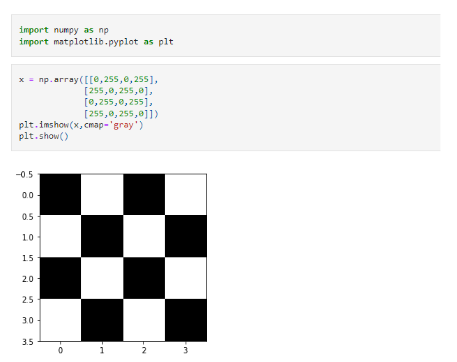 import numpy as np
import matplotlib.pyplot as plt
x = np.array([[0,255,0,255],
[255,0,255,0],
[0,255,0,255],
[255,0,255,0]])
plt.imshow(x,cmap='gray')
plt.show()
−0.5
0.0
0.5
1.0
1.5
2.0
2.5
3.0
3.5
0 1 2 3